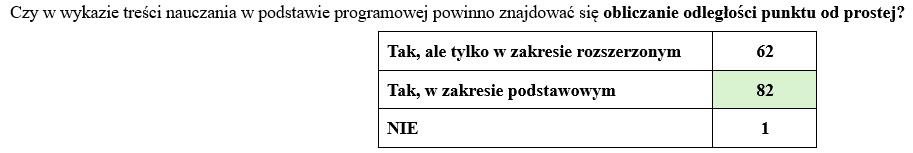 Czy w wykazie treści nauczania w podstawie programowej powinno znajdować się obliczanie odległości punktu od prostej?
Tak, ale tylko w zakresie rozszerzonym 62
Tak, w zakresie podstawowym 82
NIE 1